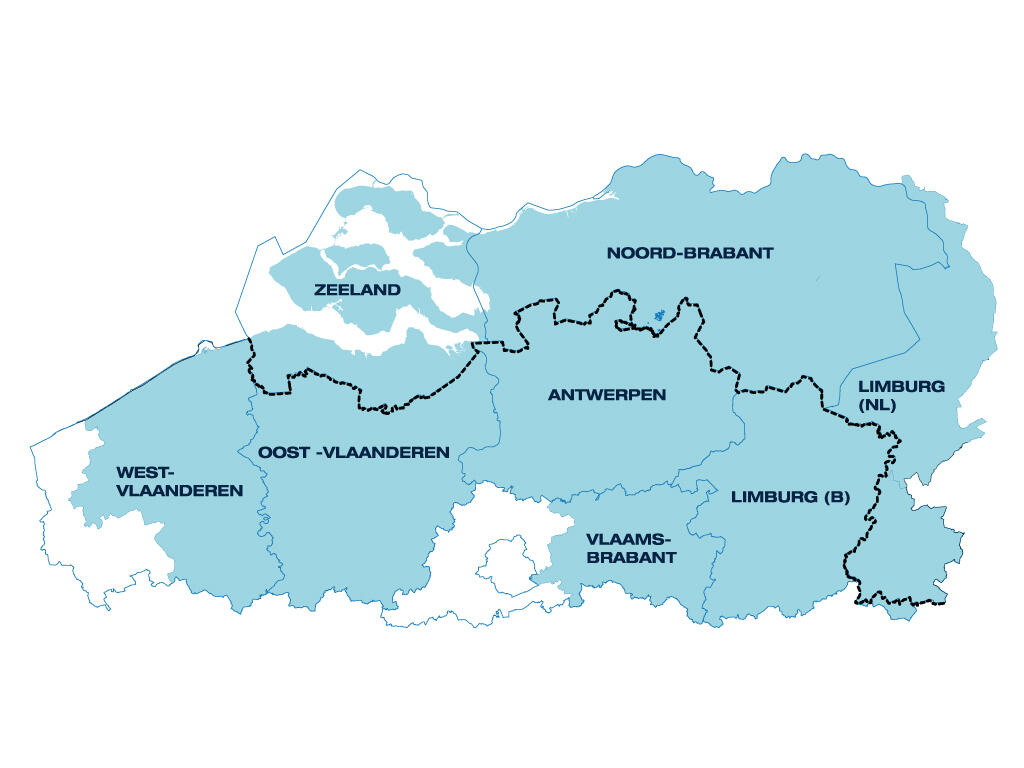 NOORD-BRABANT
ZEELAND
LIMBURG
(NL)
ANTWERPEN
OOST -VLAANDEREN
WEST-
VLAANDEREN
LIMBURG (B)
VLAAMS-
BRABANT